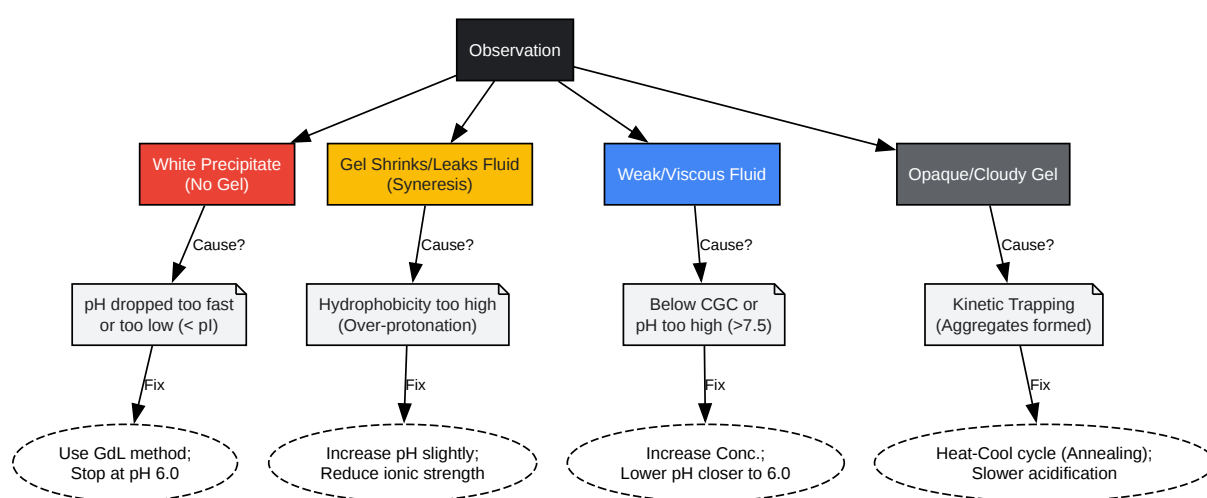 Observation
White Precipitate
(No Gel)
Gel Shrinks/Leaks Fluid
(Syneresis)
Weak/Viscous Fluid
Opaque/Cloudy Gel
Cause?
Cause?
Cause?
Cause?
pH dropped too fast
or too low (< pI)
Hydrophobicity too high
(Over-protonation)
Below CGC or
pH too high (>7.5)
Kinetic Trapping
(Aggregates formed)
Fix
Fix
Fix
Fix
Use GdL method;
Stop at pH 6.0
Increase pH slightly;
Reduce ionic strength
Increase Conc.;
Lower pH closer to 6.0
Heat-Cool cycle (Annealing);
Slower acidification